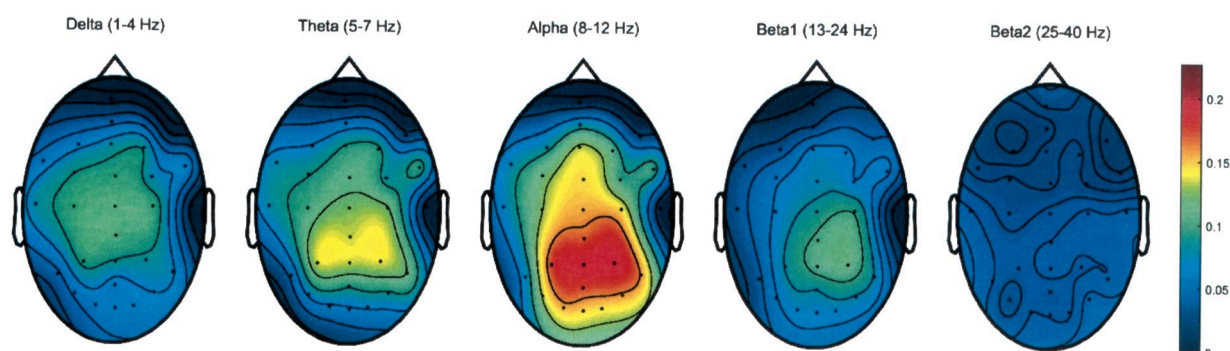 Delta (1-4 Hz)
Theta (5-7 Hz)
Alpha (8-12 Hz)
Beta1 (13-24 Hz)
Beta2 (25-40 Hz)
0.2
0.15
0.1
0.05